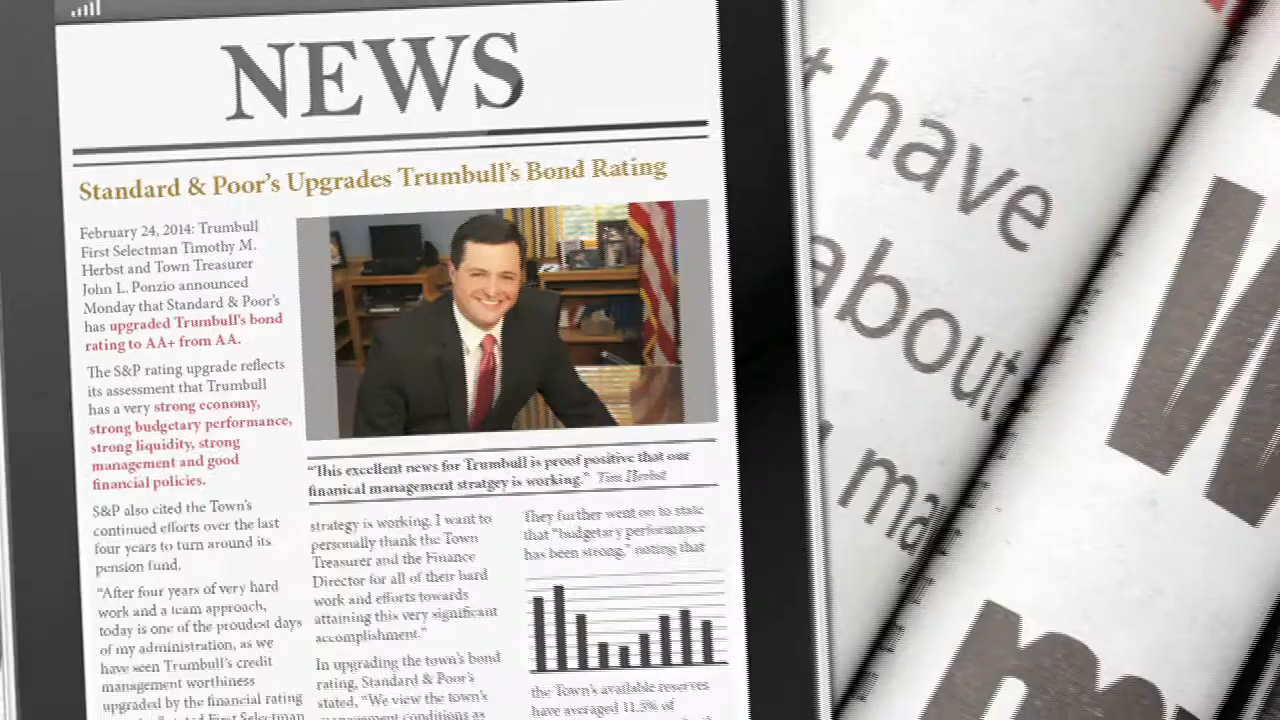 NEWS
Standard & Poor's Upgrades Trumbull's Bond Rating
February 24, 2014: Trumbull
First Selectman Timothy M.
Herbst and Town Treasurer
John L. Ponzio announced
Monday that Standard & Poor's
has upgraded Trumbull's bond
rating to AA+ from AA.
The S&P rating upgrade reflects
its assessment that Trumbull
has a very strong economy,
strong budgetary performance,
strong liquidity, strong
management and good
financial policies.
S&P also cited the Town's
continued efforts over the last
four years to turn around its
pension fund.
"After four years of very hard
work and a team approach,
today is one of the proudest days
of my administration, as we
have seen Trumbull's credit
management worthiness
upgraded by the financial rating
First Selectman
"This excellent news for Trumbull is proof positive that our
finanical management stratgey is working." Tim Herbst
strategy is working. I want to
personally thank the Town
Treasurer and the Finance
Director for all of their hard
work and efforts towards
attaining this very significant
accomplishment."
In upgrading the town's bond
rating, Standard & Poor's
stated, "We view the town's
management conditions as
They further went on to state
that "budgetary performance
has been strong," noting that
the Town's available reserves
have averaged 11.5% of
have
about